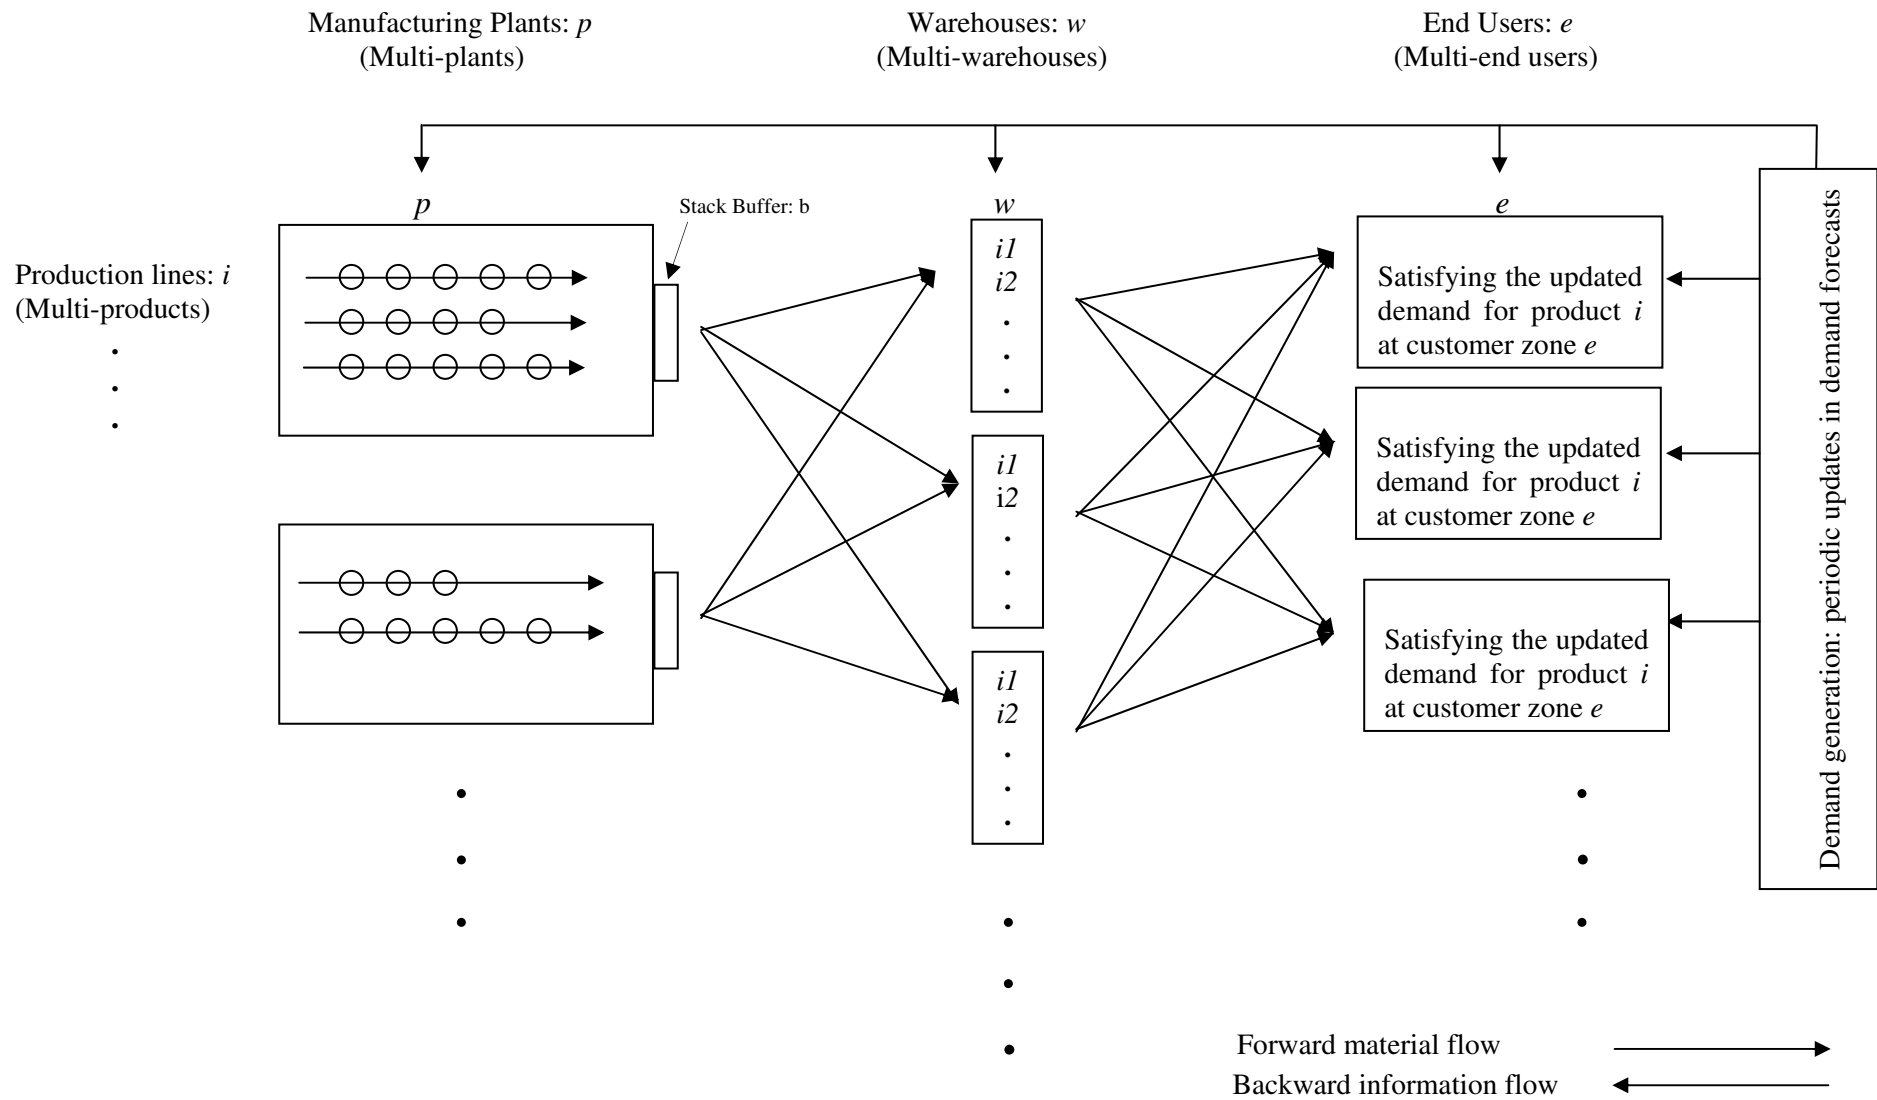 Manufacturing Plants: p
(Multi-plants)
Warehouses: w
(Multi-warehouses)
End Users: e
(Multi-end users)
p
Stack Buffer: b
w
e
Production lines: i
(Multi-products)
.
.
.
i1
i2
.
.
.
i1
i2
.
.
.
i1
i2
.
.
.
Satisfying the updated
demand for product i
at customer zone e
Satisfying the updated
demand for product i
at customer zone e
Satisfying the updated
demand for product i
at customer zone e
Demand generation: periodic updates in demand forecasts
Forward material flow
Backward information flow